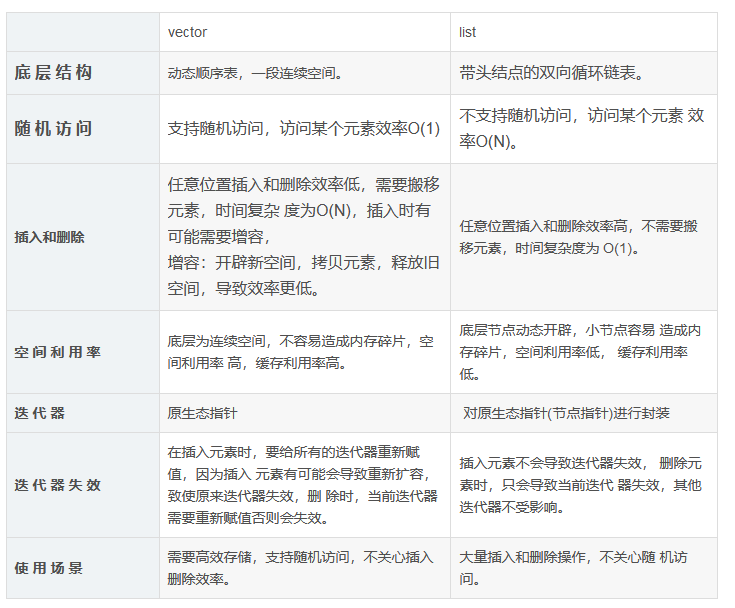 vector
list
底 层 结 构
动态顺序表，一段连续空间。
带头结点的双向循环链表。
随 机 访 问
支持随机访问，访问某个元素效率O(1)
不支持随机访问，访问某个元素 效
率O(N)。
插入和删除
任意位置插入和删除效率低，需要搬移
元素，时间复杂 度为O(N)，插入时有
可能需要增容，
增容：开辟新空间，拷贝元素，释放旧
空间，导致效率更低。
任意位置插入和删除效率高，不需要搬
移元素，时间复杂度为 O(1)。
空 间 利 用 率
底层为连续空间，不容易造成内存碎片，空
间利用率 高，缓存利用率高。
底层节点动态开辟，小节点容易 造成内
存碎片，空间利用率低， 缓存利用率
低。
迭 代 器
原生态指针
对原生态指针(节点指针)进行封装
迭 代 器 失 效
在插入元素时，要给所有的迭代器重新赋
值，因为插入 元素有可能会导致重新扩容，
致使原来迭代器失效，删 除时，当前迭代器
需要重新赋值否则会失效。
插入元素不会导致迭代器失效， 删除元
素时，只会导致当前迭代 器失效，其他
迭代器不受影响。
使 用 场 景
需要高效存储，支持随机访问，不关心插入
删除效率。
大量插入和删除操作，不关心随 机访
问。